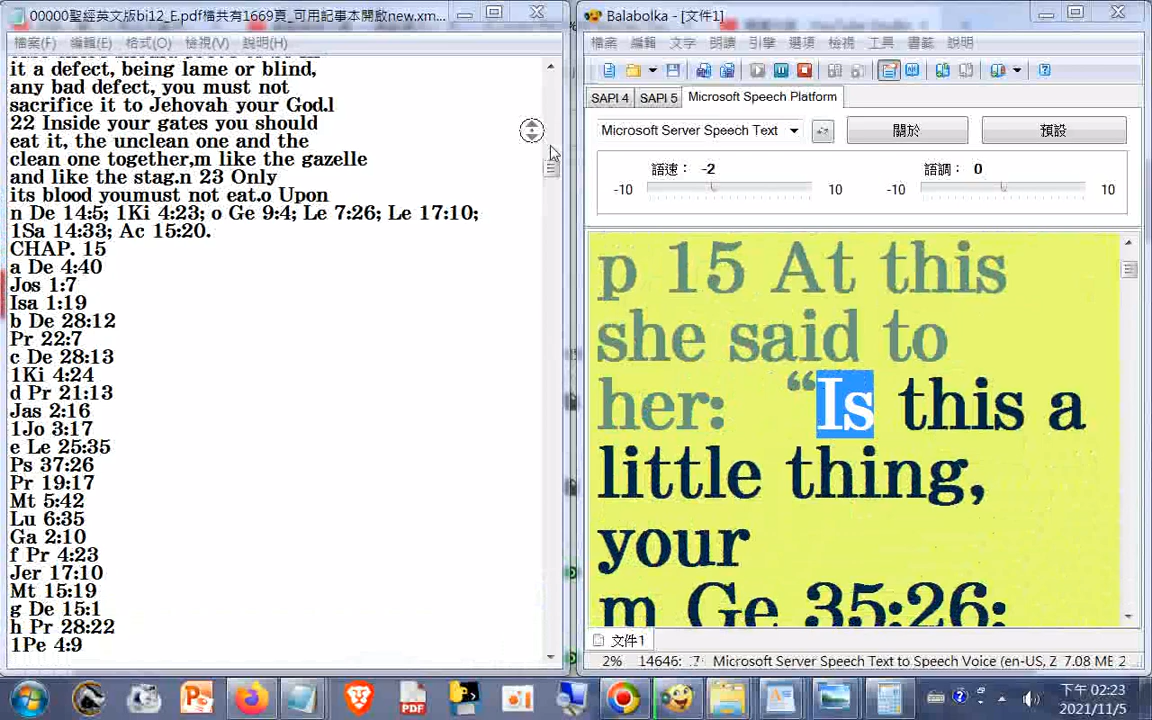 00000聖經英文版bi12_E.pdf檔共有1669頁_可用記事本開啟new.xm...
檔案(F) 編輯(E) 格式(O) 檢視(V) 說明(H)
it a defect, being lame or blind,
any bad defect, you must not
sacrifice it to Jehovah your God.l
22 Inside your gates you should
eat it, the unclean one and the
clean one together,m like the gazelle
and like the stag.n 23 Only
its blood youmust not eat.o Upon
n De 14:5; 1Ki 4:23; o Ge 9:4; Le 7:26; Le 17:10;
1Sa 14:33; Ac 15:20.
CHAP. 15
a De 4:40
Jos 1:7
Isa 1:19
b De 28:12
Pr 22:7
c De 28:13
1Ki 4:24
d Pr 21:13
Jas 2:16
1Jo 3:17
e Le 25:35
Ps 37:26
Pr 19:17
Mt 5:42
Lu 6:35
Ga 2:10
f Pr 4:23
Jer 17:10
Mt 15:19
g De 15:1
h Pr 28:22
1Pe 4:9
Balabolka - [文件1]
檔案 編輯 文字 朗讀 引擎 選項 檢視 工具 書籤 說明
SAPI 4 SAPI 5 Microsoft Speech Platform
Microsoft Server Speech Text 關於 預設
語速： -2 語調： 0
-10 10 -10 10
p 15 At this
she said to
her: “Is this a
little thing,
your
m Ge 35:26;
文件1
2% 14646: Microsoft Server Speech Text to Speech Voice (en-US, Z 7.08 MB
下午 02:23
2021/11/5